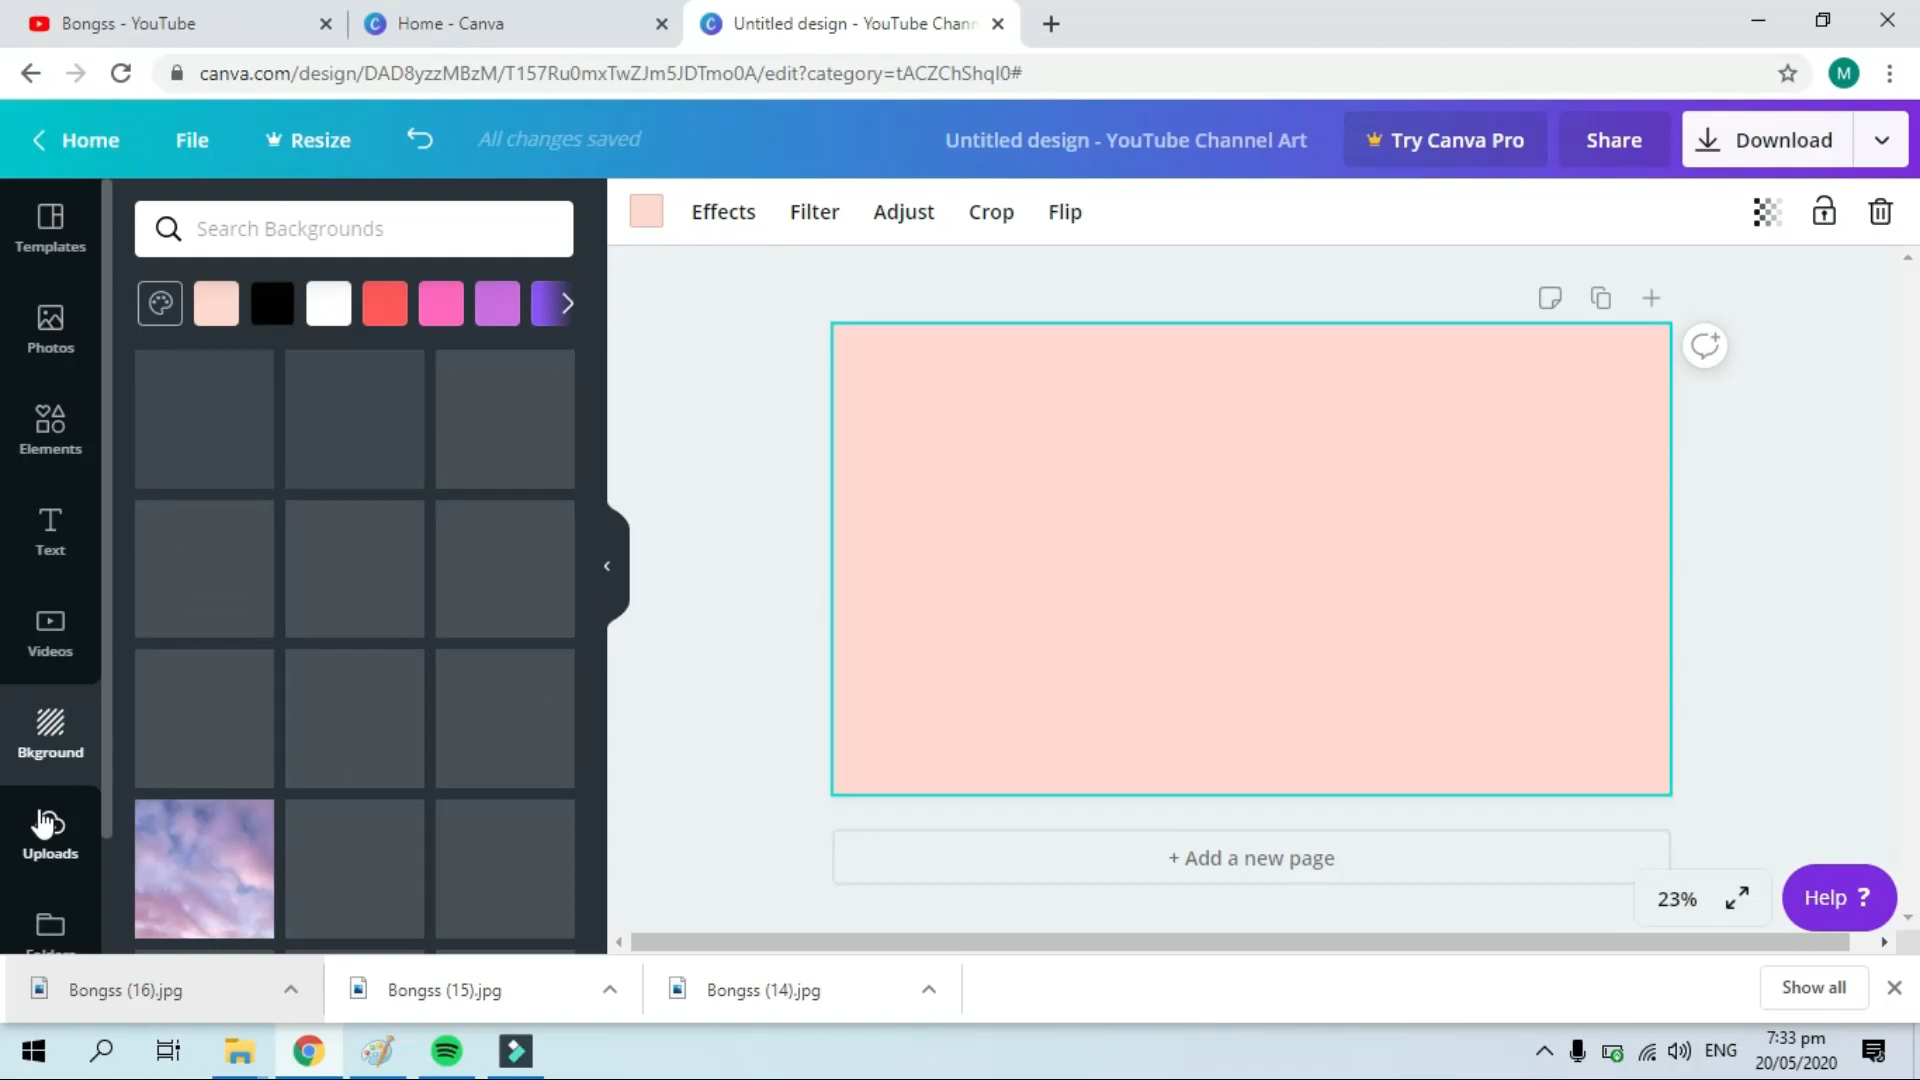 Bongss - YouTube
Home - Canva
Untitled design - YouTube Chann
canva.com/design/DAD8yzzMBzM/T157Ru0mxTwZJm5JDTmo0A/edit?category=tACZChShqI0#
M
Home
File
Resize
All changes saved
Untitled design - YouTube Channel Art
Try Canva Pro
Share
Download
Templates
Search Backgrounds
Effects
Filter
Adjust
Crop
Flip
Photos
Elements
Text
Videos
Bkground
Uploads
+ Add a new page
23%
Help ?
Bongss (16).jpg
Bongss (15).jpg
Bongss (14).jpg
Show all
ENG
7:33 pm
20/05/2020